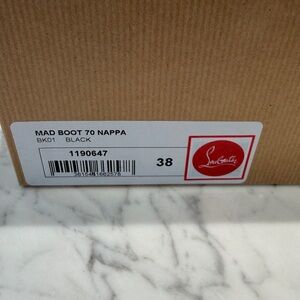 MAD BOOT 70 NAPPA
BK01 BLACK
1190647
38
Louboutin